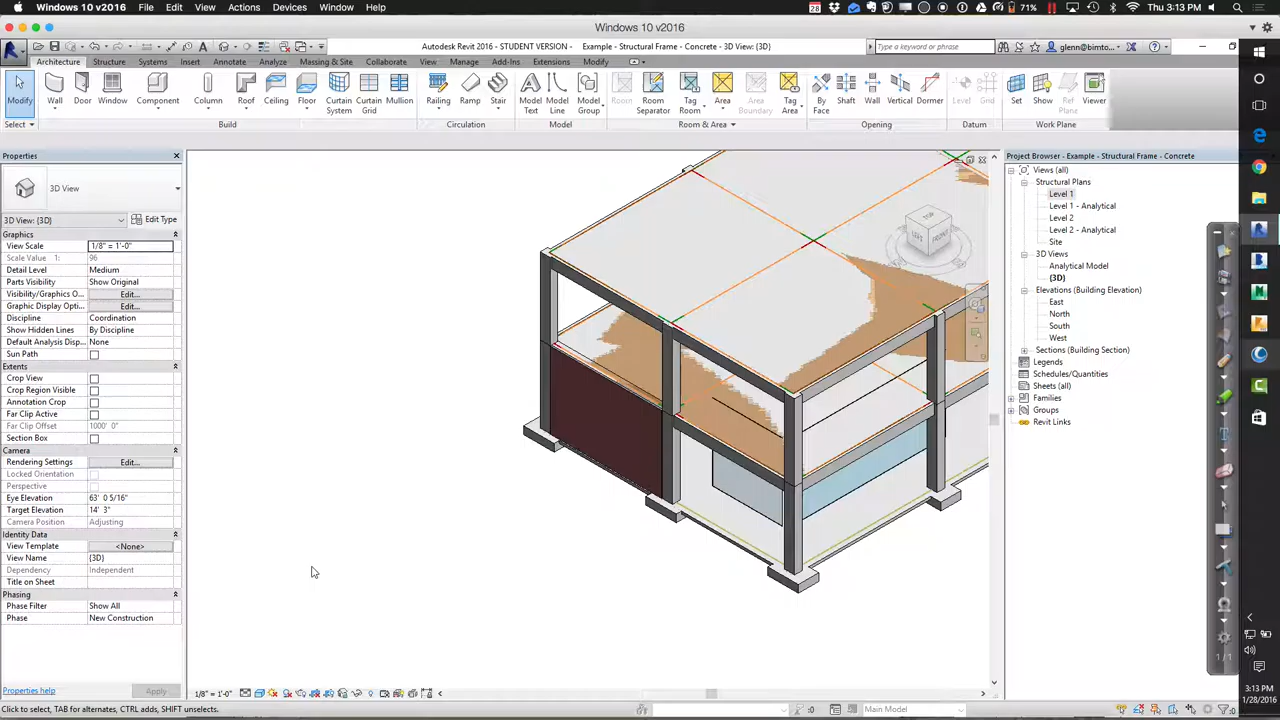 Windows 10 v2016 File Edit View Actions Devices Window Help 71% Thu 3:13 PM
Windows 10 v2016
Autodesk Revit 2016 - STUDENT VERSION - Example - Structural Frame - Concrete - 3D View: {3D} Type a keyword or phrase glenn@bimto...
Architecture Structure Systems Insert Annotate Analyze Massing & Site Collaborate View Manage Add-Ins Extensions Modify
Modify Wall Door Window Component Column Roof Ceiling Floor Curtain System Curtain Grid Mullion Railing Ramp Stair Model Text Model Line Model Group Room Room Separator Tag Room Area Area Boundary Tag Area By Face Shaft Wall Vertical Dormer Level Grid Set Show Ref Plane Viewer
Select Build Circulation Model Room & Area Opening Datum Work Plane
Properties
3D View
3D View: {3D} Edit Type
Graphics
View Scale 1/8" = 1'-0"
Scale Value 1: 96
Detail Level Medium
Parts Visibility Show Original
Visibility/Graphics O... Edit...
Graphic Display Opti... Edit...
Discipline Coordination
Show Hidden Lines By Discipline
Default Analysis Disp... None
Sun Path
Extents
Crop View
Crop Region Visible
Annotation Crop
Far Clip Active
Far Clip Offset 1000' 0"
Section Box
Camera
Rendering Settings Edit...
Locked Orientation
Perspective
Eye Elevation 63' 0 5/16"
Target Elevation 14' 3"
Camera Position Adjusting
Identity Data
View Template <None>
View Name {3D}
Dependency Independent
Title on Sheet
Phasing
Phase Filter Show All
Phase New Construction
Properties help Apply
TOP
LEFT FRONT
Project Browser - Example - Structural Frame - Concrete
Views (all)
Structural Plans
Level 1
Level 1 - Analytical
Level 2
Level 2 - Analytical
Site
3D Views
Analytical Model
{3D}
Elevations (Building Elevation)
East
North
South
West
Sections (Building Section)
Legends
Schedules/Quantities
Sheets (all)
Families
Groups
Revit Links
1/1
1/8" = 1'-0"
Click to select, TAB for alternates, CTRL adds, SHIFT unselects. :0 Main Model :0
3:13 PM
1/28/2016